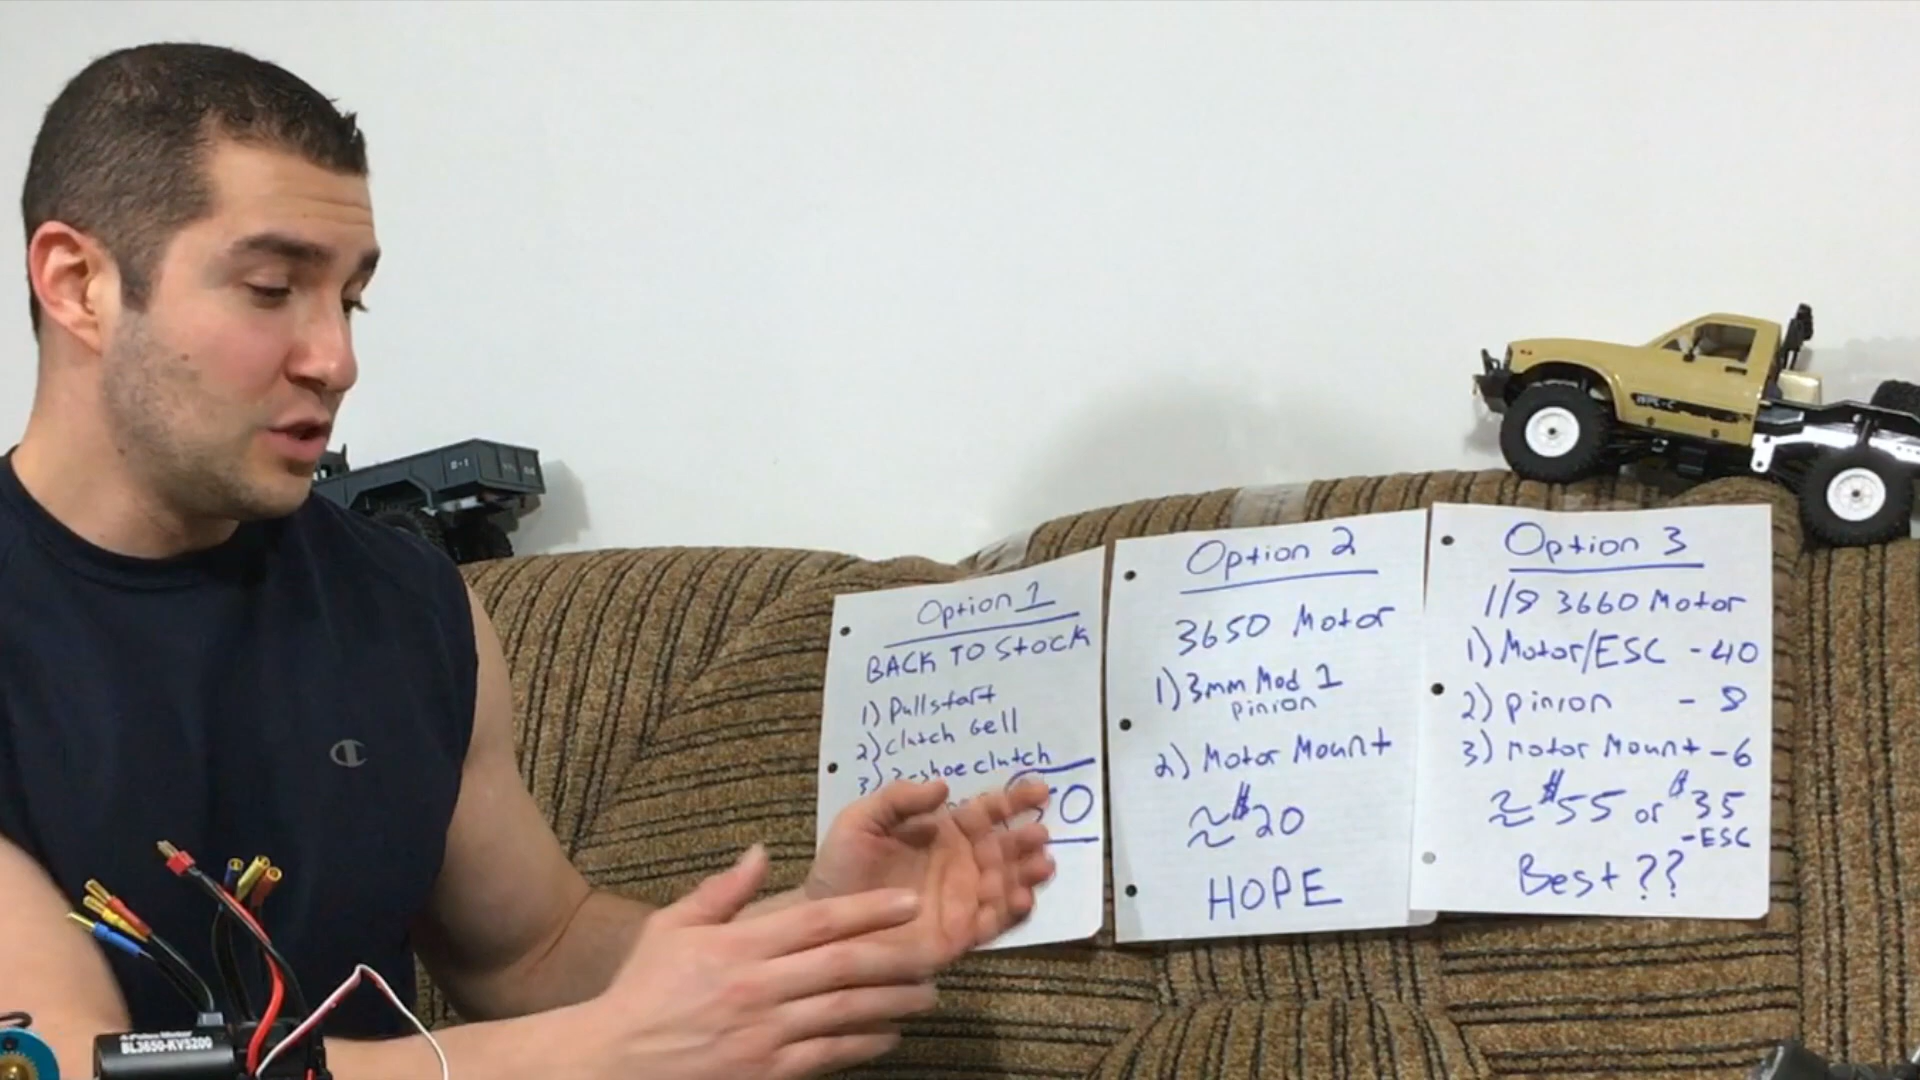 Option 1
BACK TO StocK
1) Pullstart
2) clutch bell
3) -shoe clutch
50
Option 2
3650 Motor
1) 3mm Mod 1
pinion
2) Motor Mount
≈ $20
HOPE
Option 3
1/8 3660 Motor
1) Motor/ESC - 40
2) pinion - 8
3) motor Mount - 6
≈ $55 or $35
-ESC
Best??
BL3650-KV5200
B-1